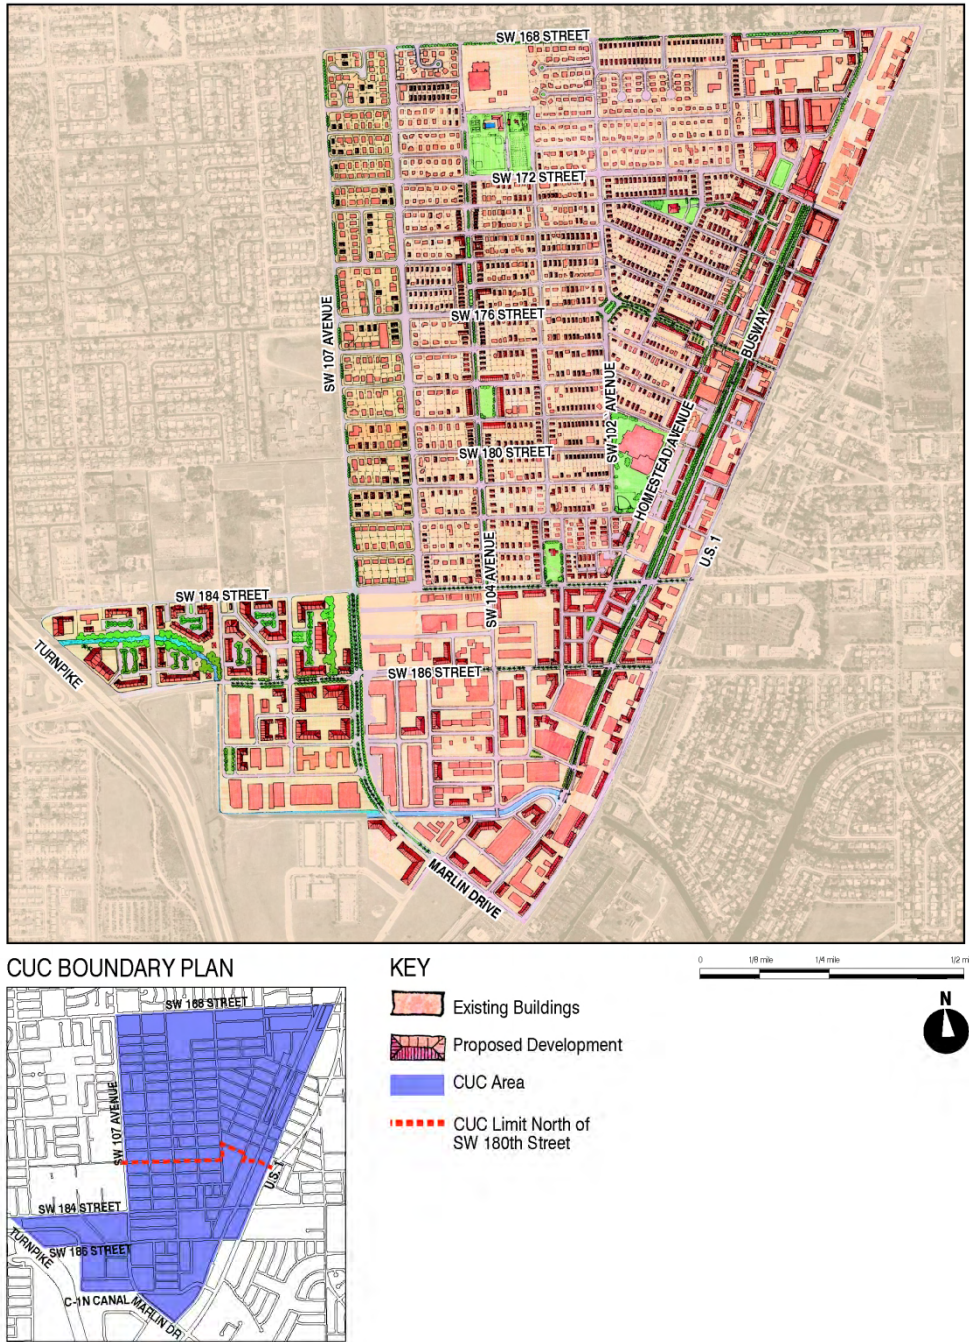 SW 168 STREET
SW 172 STREET
SW 107 AVENUE
SW 176 STREET
BUSWAY
SW 102 AVENUE
HOMESTEAD AVENUE
SW 180 STREET
SW 104 AVENUE
U.S. 1
SW 184 STREET
TURNPIKE
SW 186 STREET
MARLIN DRIVE
CUC BOUNDARY PLAN
SW 168 STREET
SW 107 AVENUE
U.S. 1
SW 184 STREET
TURNPIKE
SW 186 STREET
C-1N CANAL
MARLIN DR
KEY
Existing Buildings
Proposed Development
CUC Area
CUC Limit North of
SW 180th Street
0 1/8 mile 1/4 mile 1/2 m
N